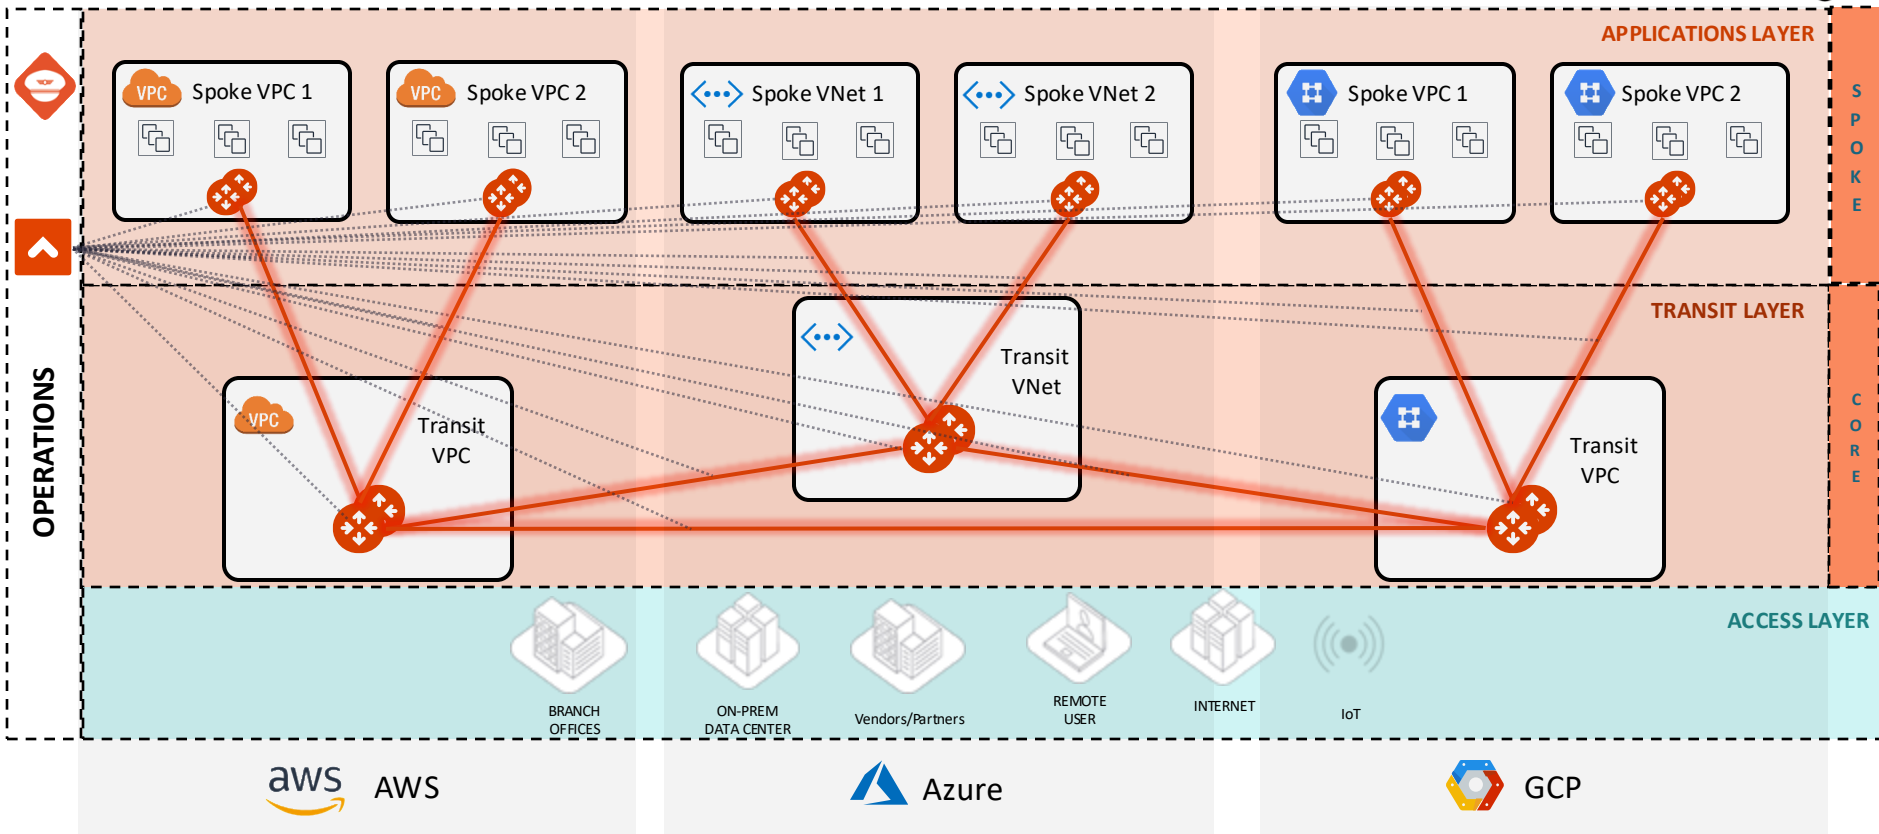 APPLICATIONS LAYER
VPC
Spoke VPC 1
VPC
Spoke VPC 2
Spoke VNet 1
Spoke VNet 2
Spoke VPC 1
Spoke VPC 2
S
P
O
K
E
OPERATIONS
TRANSIT LAYER
VPC
Transit
VPC
Transit
VNet
Transit
VPC
C
O
R
E
ACCESS LAYER
BRANCH
OFFICES
ON-PREM
DATA CENTER
Vendors/Partners
REMOTE
USER
INTERNET
IoT
aws
AWS
Azure
GCP